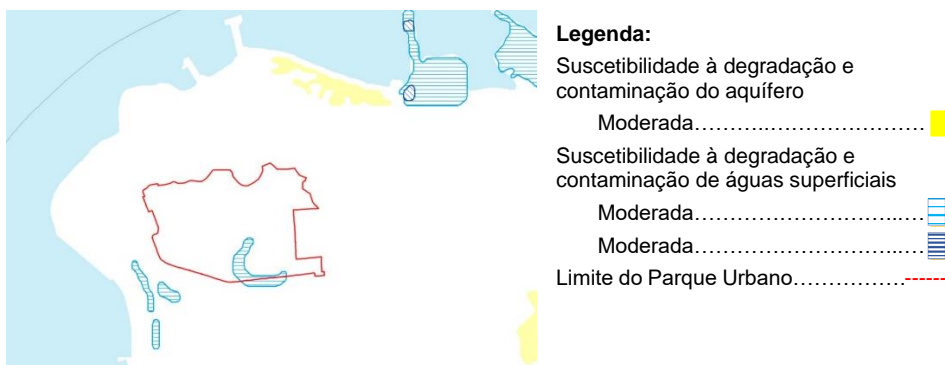 Legenda:
Suscetibilidade à degradação e
contaminação do aquífero
Moderada……...…………………….
Suscetibilidade à degradação e
contaminação de águas superficiais
Moderada………………………...….
Moderada………………………...….
Limite do Parque Urbano……………..------